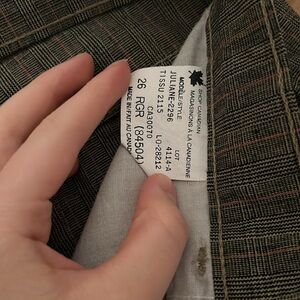 SHOP CANADIAN
MAGASINONS À LA CANADIENNE
MODÈLE/STYLE LOT
JULIANE-2296 4114-A
TISSU 2115
CA30070 LO-28212
26 RGR (84504)
MADE IN/FAIT AU CANADA